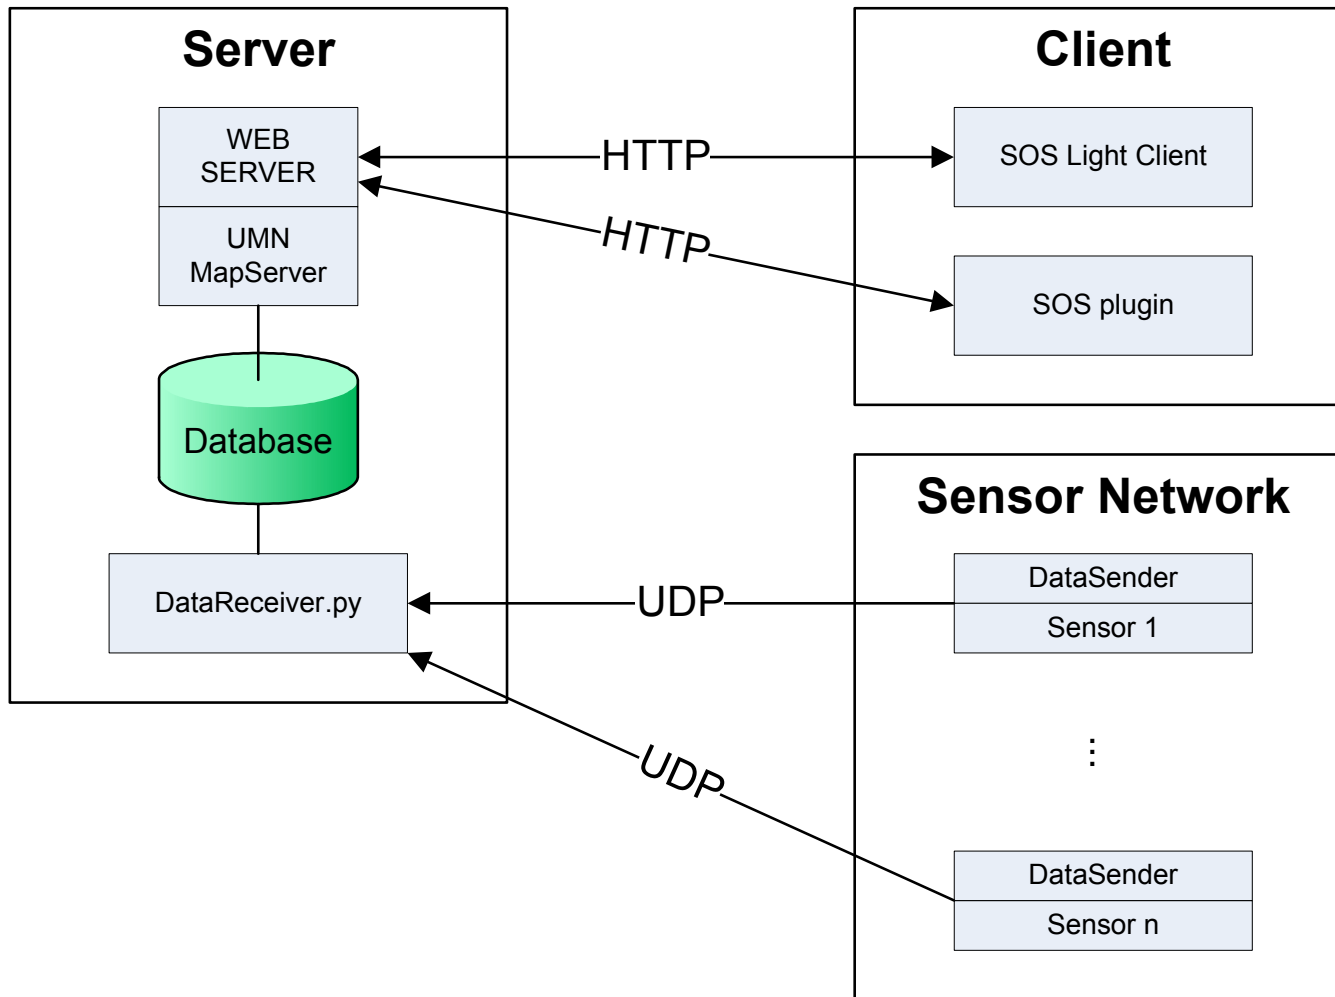 Server
WEB
SERVER
UMN
MapServer
Database
DataReceiver.py
HTTP
HTTP
UDP
UDP
Client
SOS Light Client
SOS plugin
Sensor Network
DataSender
Sensor 1
...
DataSender
Sensor n